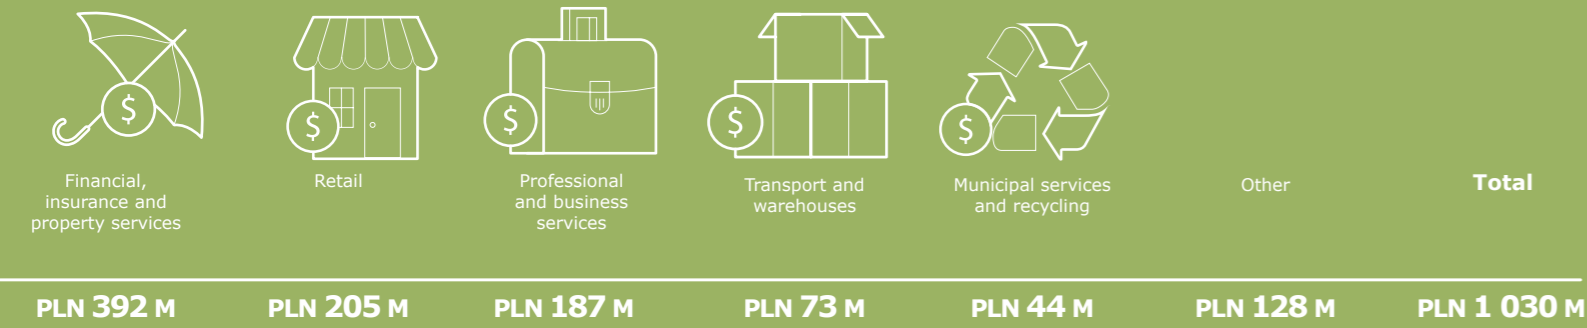 $
$
$
$
$
Financial,
insurance and
property services
Retail
Professional
and business
services
Transport and
warehouses
Municipal services
and recycling
Other
Total
PLN 392 M
PLN 205 M
PLN 187 M
PLN 73 M
PLN 44 M
PLN 128 M
PLN 1 030 M